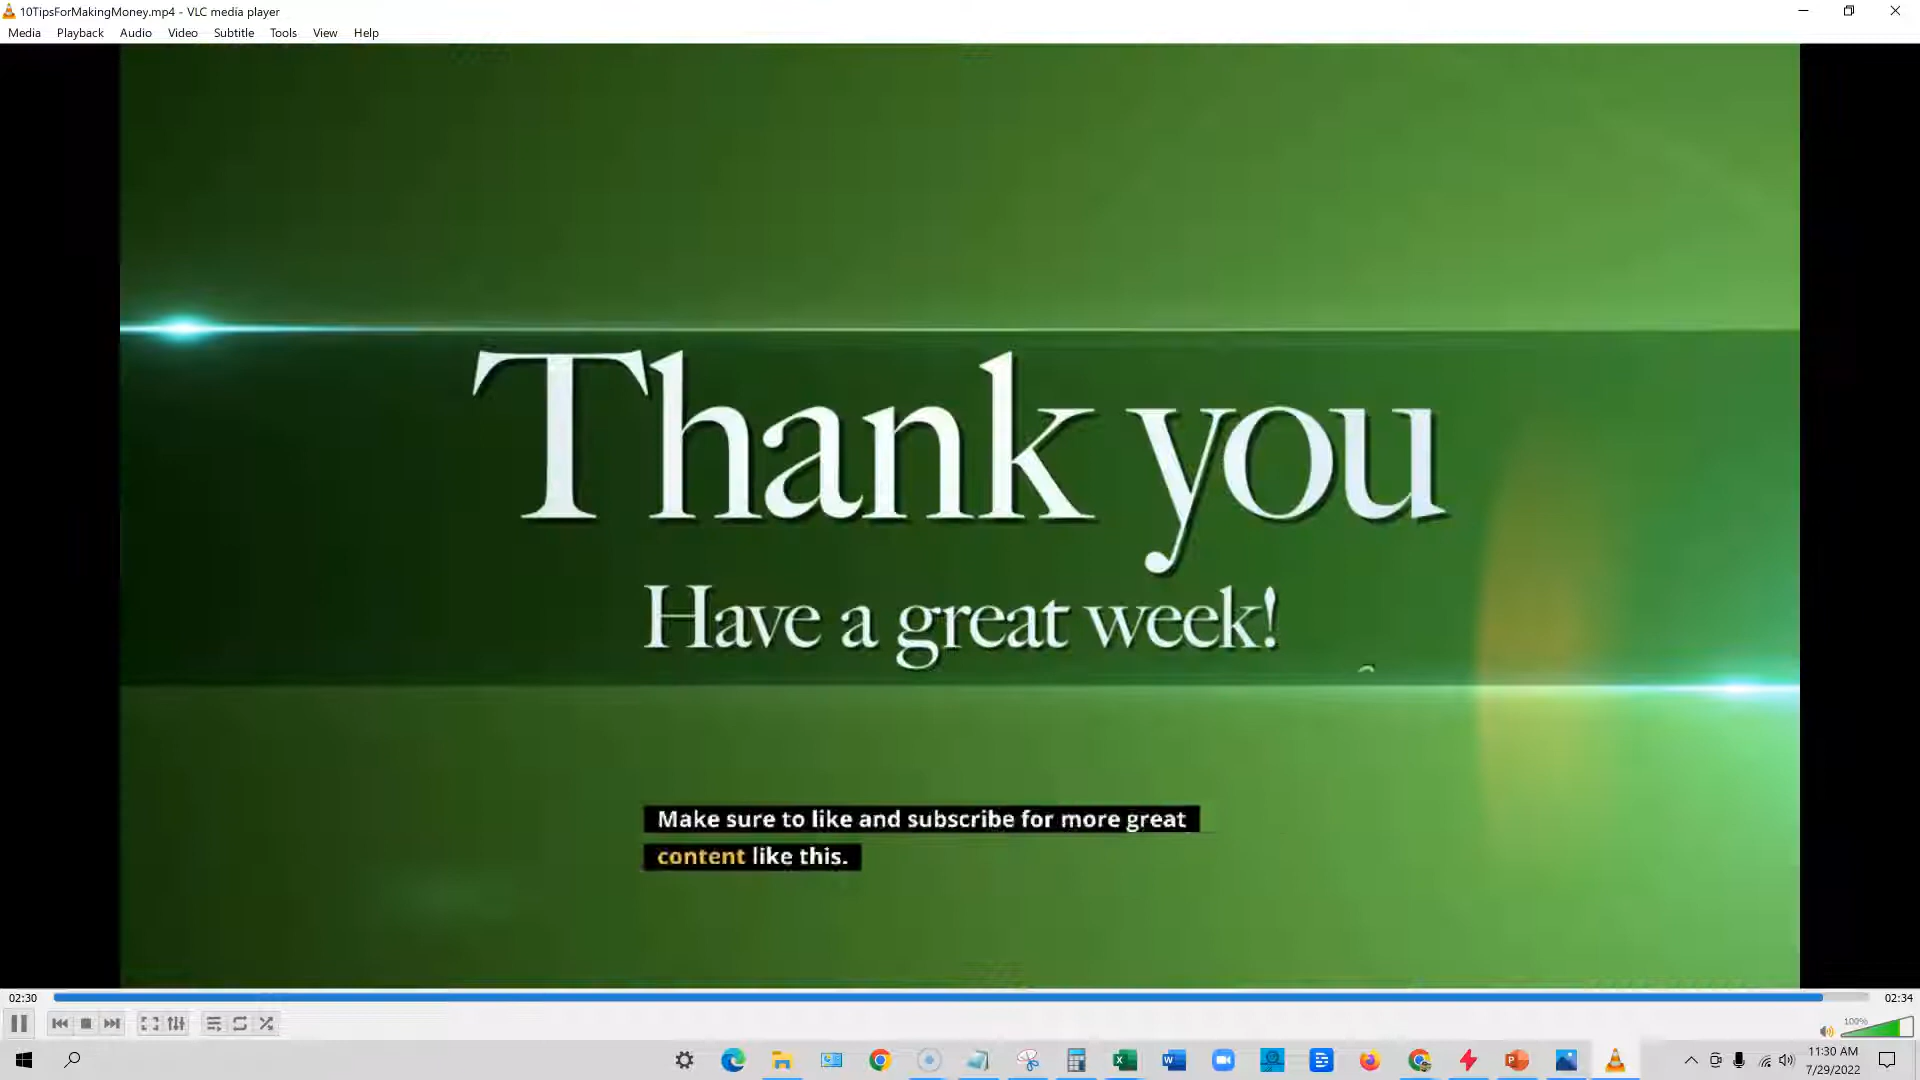 10TipsForMakingMoney.mp4 - VLC media player
Media Playback Audio Video Subtitle Tools View Help
Thank you
Have a great week!
Make sure to like and subscribe for more great
content like this.
02:30
02:34
100%
11:30 AM
7/29/2022